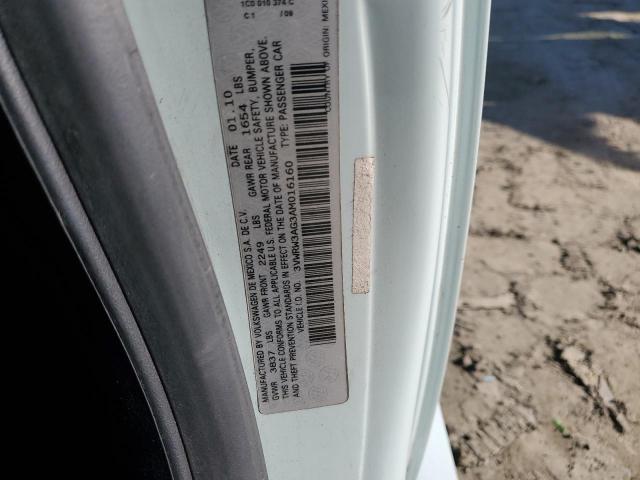 MANUFACTURED BY VOLKSWAGEN DE MEXICO S.A. DE C.V. DATE 01.10
GVWR 3837 LBS GAWR FRONT 2249 LBS GAWR REAR 1654 LBS
THIS VEHICLE CONFORMS TO ALL APPLICABLE U.S. FEDERAL MOTOR VEHICLE SAFETY, BUMPER,
AND THEFT PREVENTION STANDARDS IN EFFECT ON THE DATE OF MANUFACTURE SHOWN ABOVE.
VEHICLE I.D. NO. 3VWRW3AG3AM016160 TYPE: PASSENGER CAR
1C0 010 374 C
C1 /09
COUNTRY OF ORIGIN: MEXI